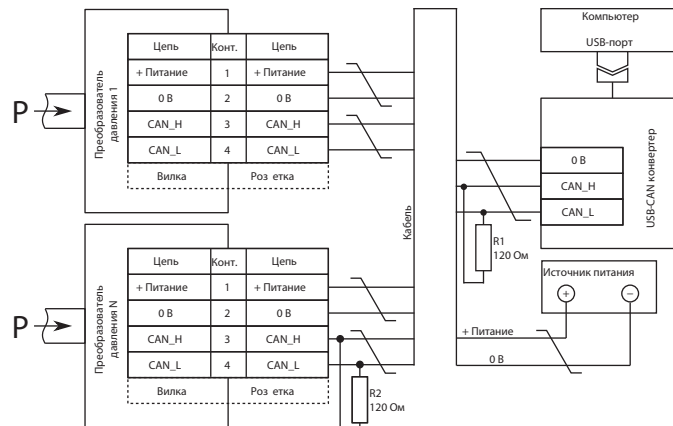 Компьютер
USB-порт
Цепь Конт. Цепь
+ Питание 1 + Питание
0 В 2 0 В
CAN_H 3 CAN_H
CAN_L 4 CAN_L
Вилка Роз етка
P
Преобразователь
давления 1
Кабель
0 В
CAN_H
CAN_L
USB-CAN конвертер
R1
120 Ом
Источник питания
+ −
+ Питание
0 В
Цепь Конт. Цепь
+ Питание 1 + Питание
0 В 2 0 В
CAN_H 3 CAN_H
CAN_L 4 CAN_L
Вилка Роз етка
P
Преобразователь
давления N
R2
120 Ом